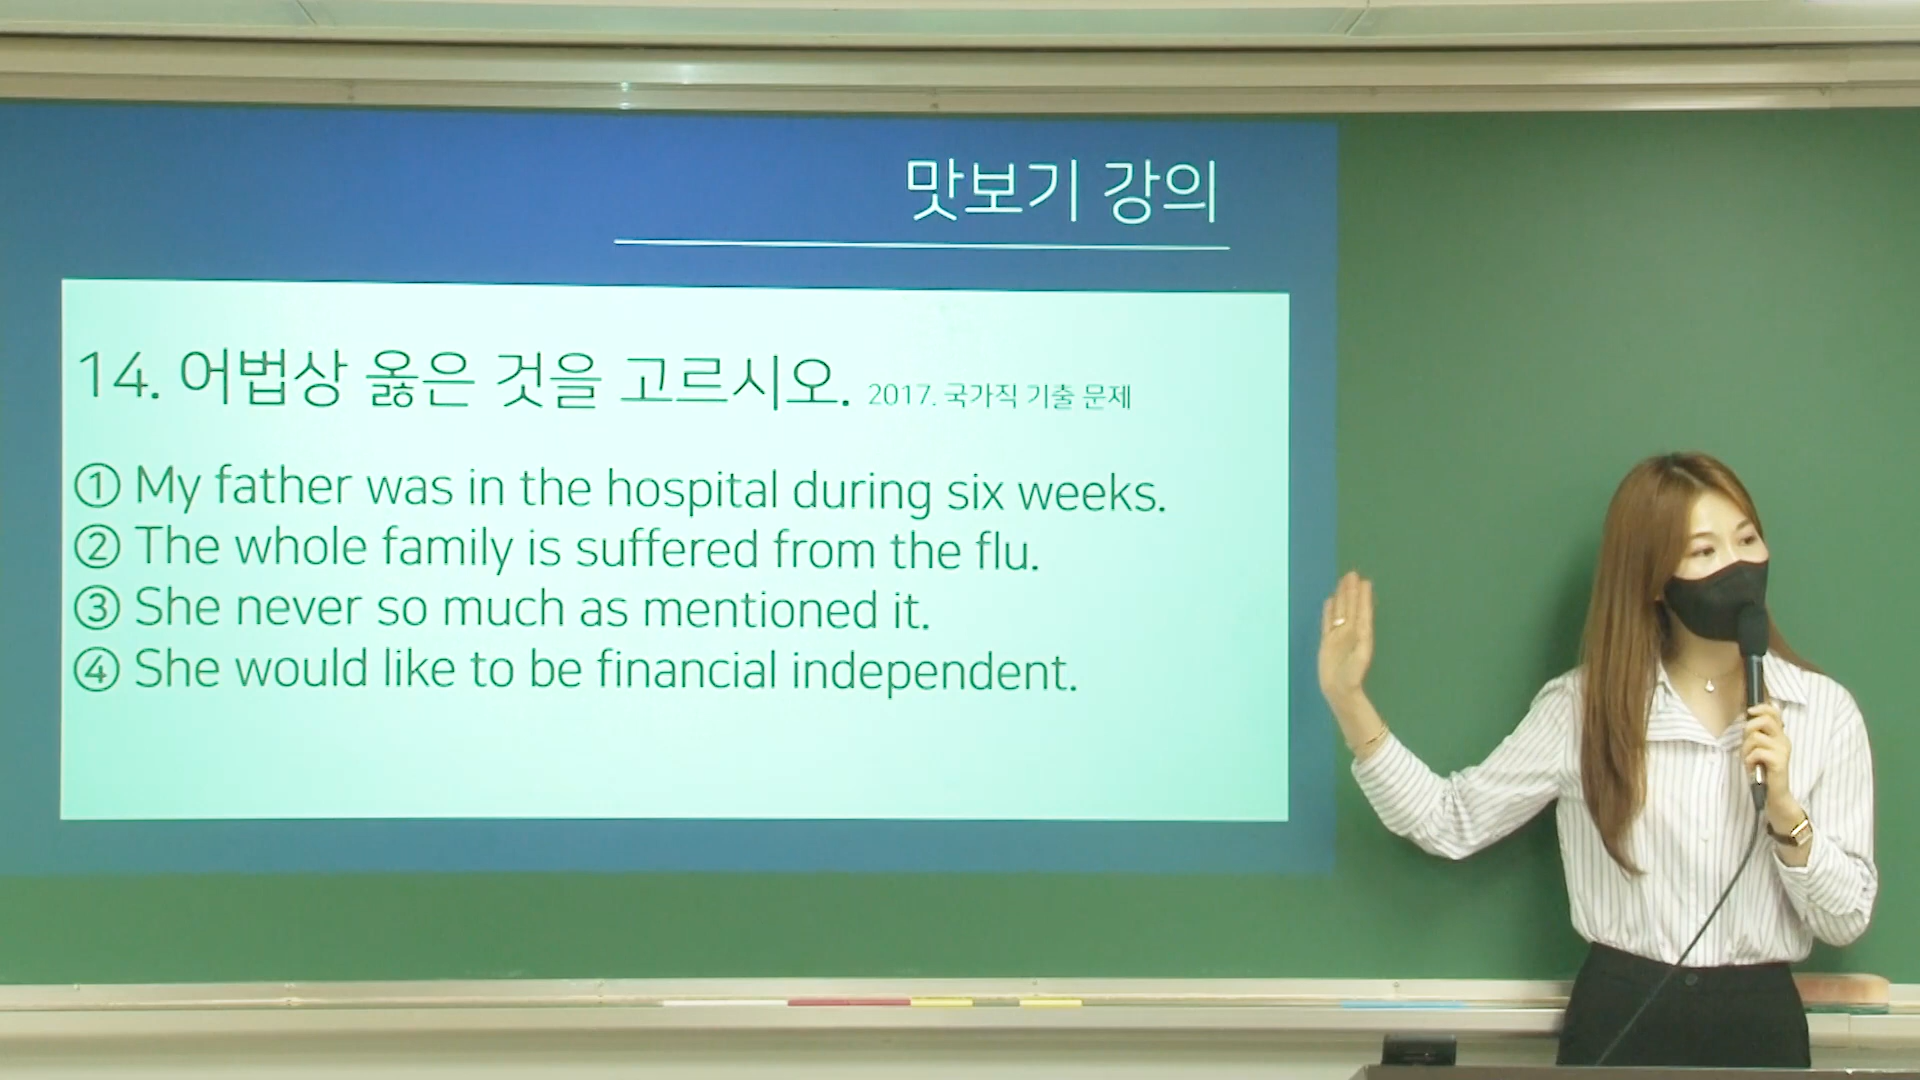 맛보기 강의
14. 어법상 옳은 것을 고르시오. 2017. 국가직 기출 문제
① My father was in the hospital during six weeks.
② The whole family is suffered from the flu.
③ She never so much as mentioned it.
④ She would like to be financial independent.